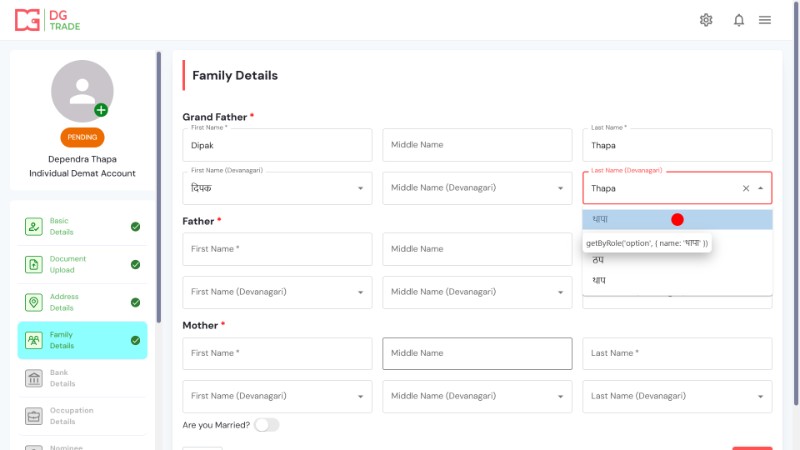 DG
TRADE
PENDING
Dependra Thapa
Individual Demat Account
Basic
Details
Document
Upload
Address
Details
Family
Details
Bank
Details
Occupation
Details
Nominee
Family Details
Grand Father *
First Name *
Dipak
Middle Name
Last Name *
Thapa
First Name (Devanagari)
दिपक
Middle Name (Devanagari)
Last Name (Devanagari)
Thapa
थापा
getByRole('option', { name: 'थापा' })
ठप
थाप
Father *
First Name *
Middle Name
First Name (Devanagari)
Middle Name (Devanagari)
Mother *
First Name *
Middle Name
Last Name *
First Name (Devanagari)
Middle Name (Devanagari)
Last Name (Devanagari)
Are you Married?